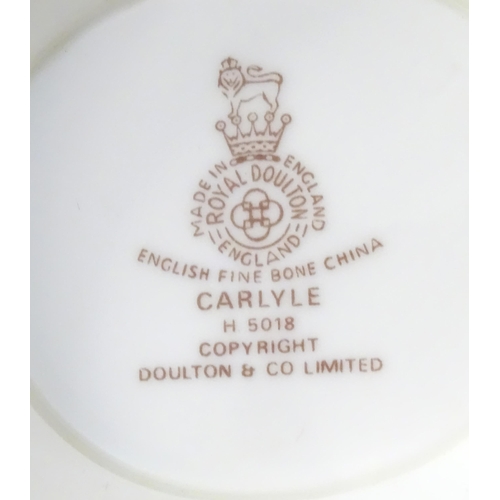 MADE IN ENGLAND
ROYAL DOULTON
ENGLAND
ENGLISH FINE BONE CHINA
CARLYLE
H 5018
COPYRIGHT
DOULTON & CO LIMITED